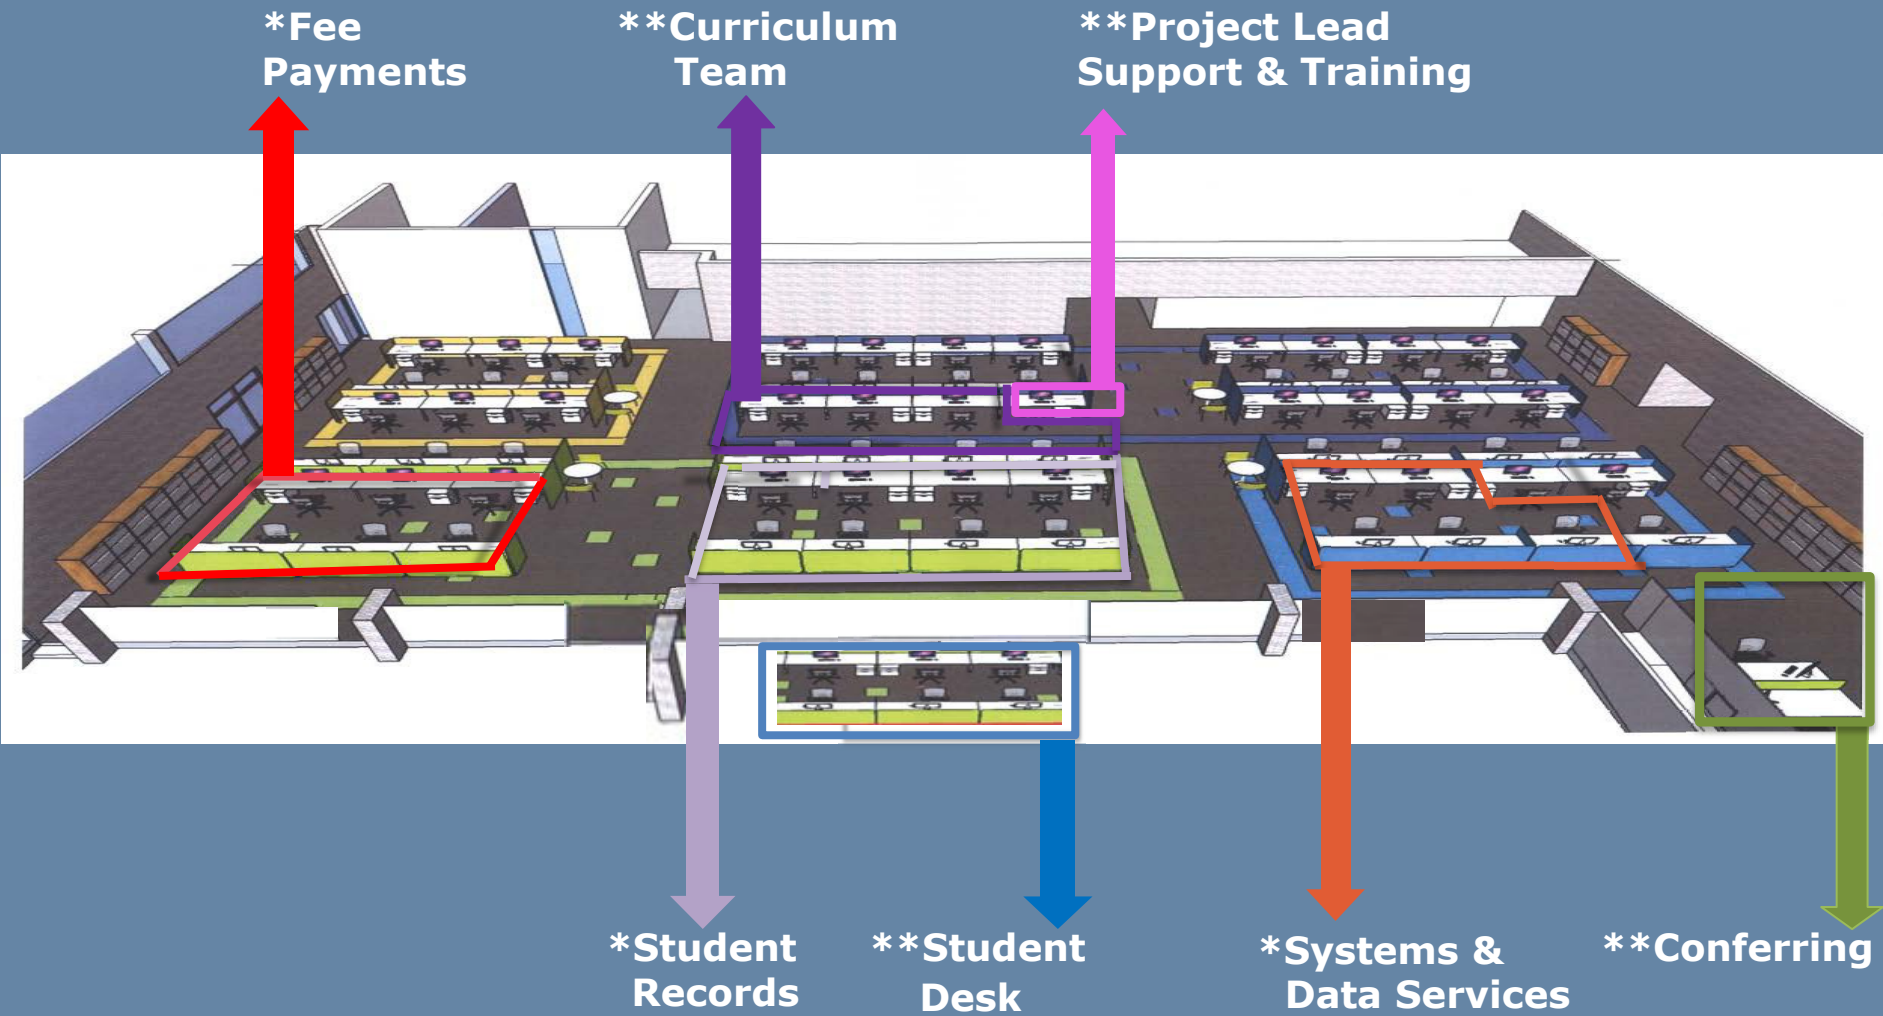 *Fee
Payments
**Curriculum
Team
**Project Lead
Support & Training
*Student
Records
**Student
Desk
*Systems &
Data Services
**Conferring